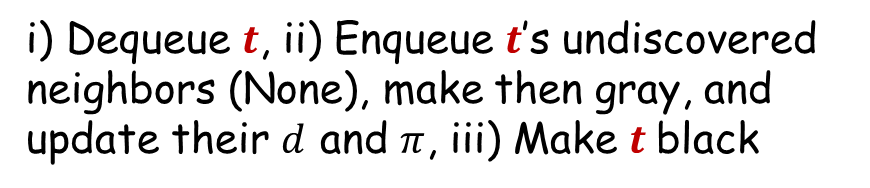 i) Dequeue t, ii) Enqueue t's undiscovered
neighbors (None), make then gray, and
update their d and π, iii) Make t black